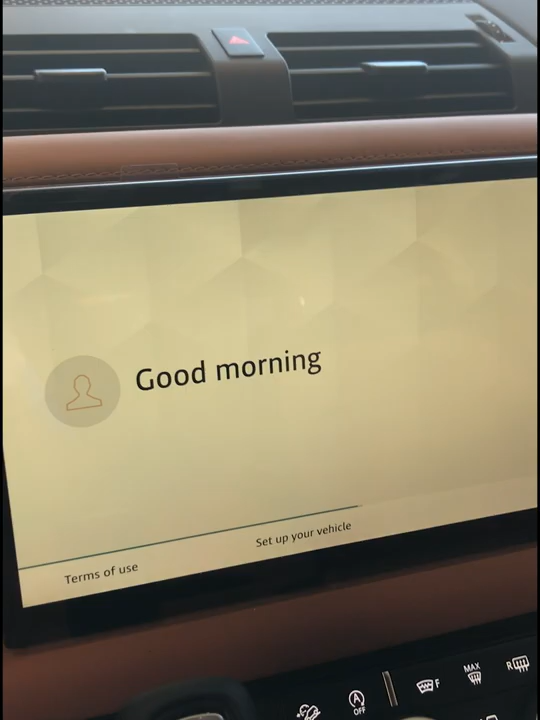 Good morning
Set up your vehicle
Terms of use
MAX
F
R
A
OFF